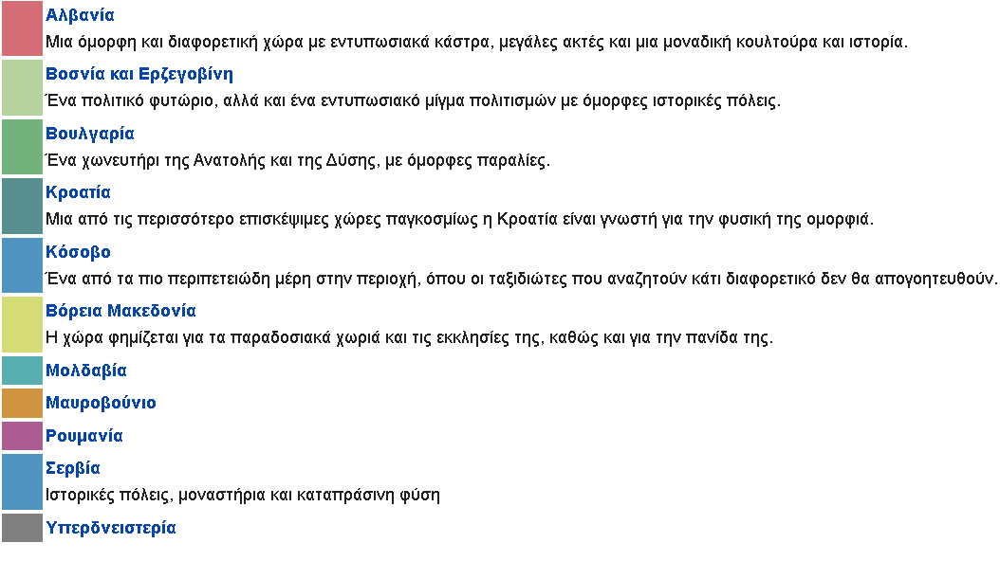 Αλβανία
Μια όμορφη και διαφορετική χώρα με εντυπωσιακά κάστρα, μεγάλες ακτές και μια μοναδική κουλτούρα και ιστορία.
Βοσνία και Ερζεγοβίνη
Ένα πολιτικό φυτώριο, αλλά και ένα εντυπωσιακό μίγμα πολιτισμών με όμορφες ιστορικές πόλεις.
Βουλγαρία
Ένα χωνευτήρι της Ανατολής και της Δύσης, με όμορφες παραλίες.
Κροατία
Μια από τις περισσότερο επισκέψιμες χώρες παγκοσμίως η Κροατία είναι γνωστή για την φυσική της ομορφιά.
Κόσοβο
Ένα από τα πιο περιπετειώδη μέρη στην περιοχή, όπου οι ταξιδιώτες που αναζητούν κάτι διαφορετικό δεν θα απογοητευθούν.
Βόρεια Μακεδονία
Η χώρα φημίζεται για τα παραδοσιακά χωριά και τις εκκλησίες της, καθώς και για την πανίδα της.
Μολδαβία
Μαυροβούνιο
Ρουμανία
Σερβία
Ιστορικές πόλεις, μοναστήρια και καταπράσινη φύση
Υπερδνειστερία